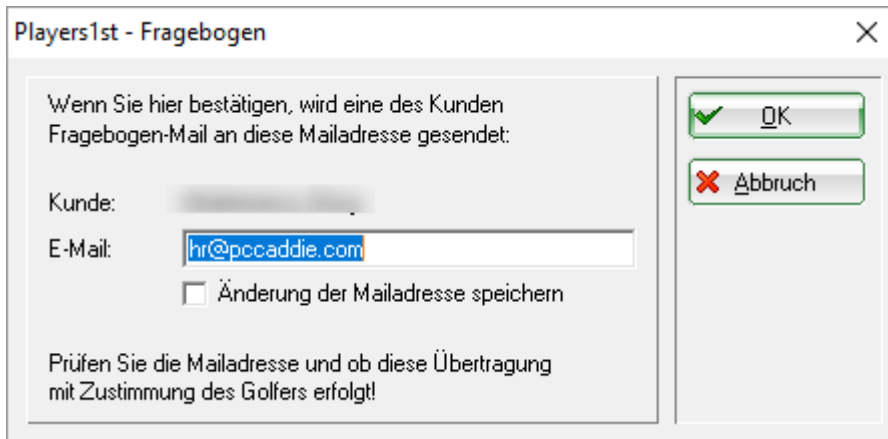 Players1st - Fragebogen
Wenn Sie hier bestätigen, wird eine des Kunden
Fragebogen-Mail an diese Mailadresse gesendet:
Kunde:
E-Mail: hr@pccaddie.com
Änderung der Mailadresse speichern
Prüfen Sie die Mailadresse und ob diese Übertragung
mit Zustimmung des Golfers erfolgt!
OK
Abbruch